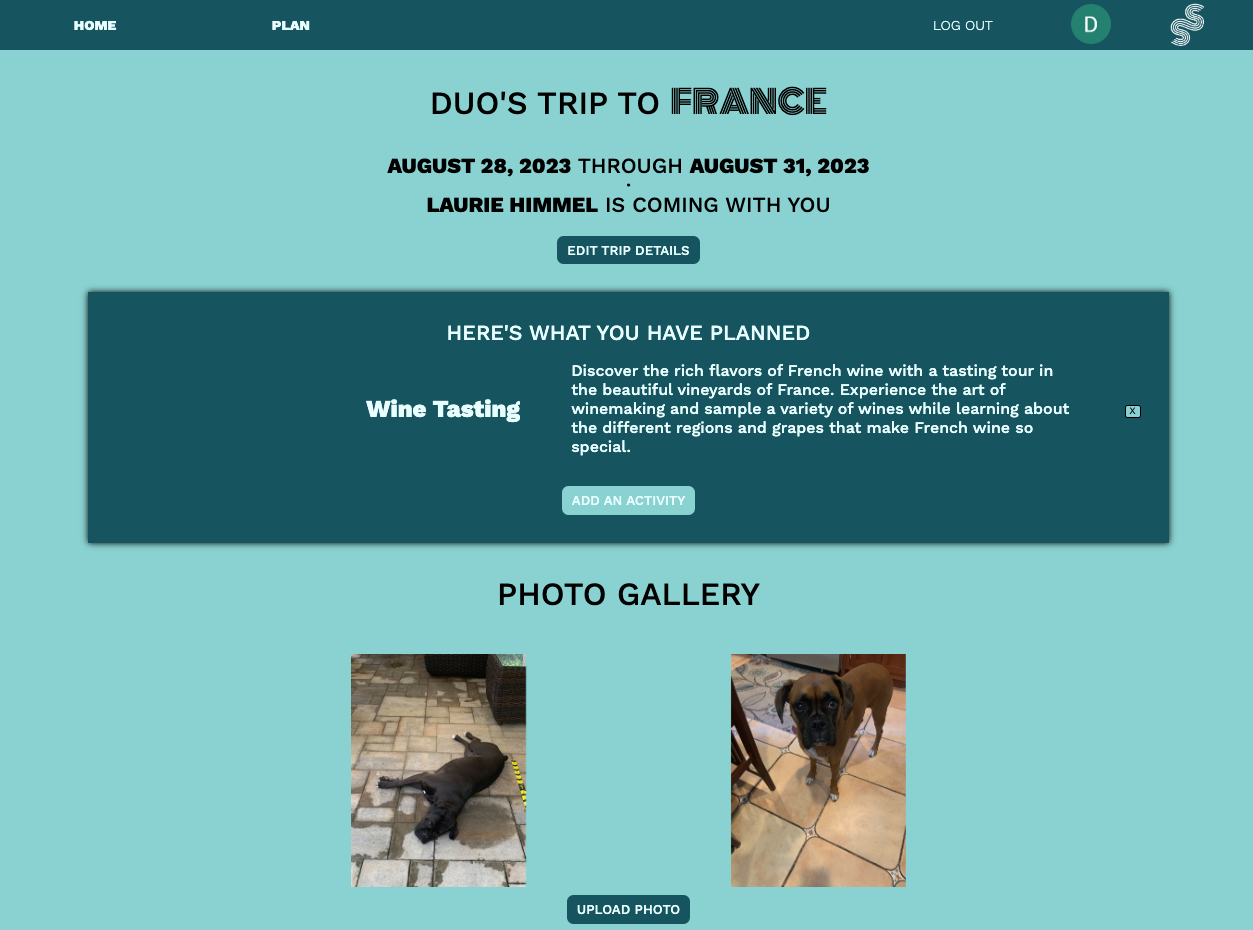 HOME PLAN LOG OUT D
DUO'S TRIP TO FRANCE
AUGUST 28, 2023 THROUGH AUGUST 31, 2023
.
LAURIE HIMMEL IS COMING WITH YOU
EDIT TRIP DETAILS
HERE'S WHAT YOU HAVE PLANNED
Wine Tasting
Discover the rich flavors of French wine with a tasting tour in
the beautiful vineyards of France. Experience the art of
winemaking and sample a variety of wines while learning about
the different regions and grapes that make French wine so
special.
X
ADD AN ACTIVITY
PHOTO GALLERY
UPLOAD PHOTO